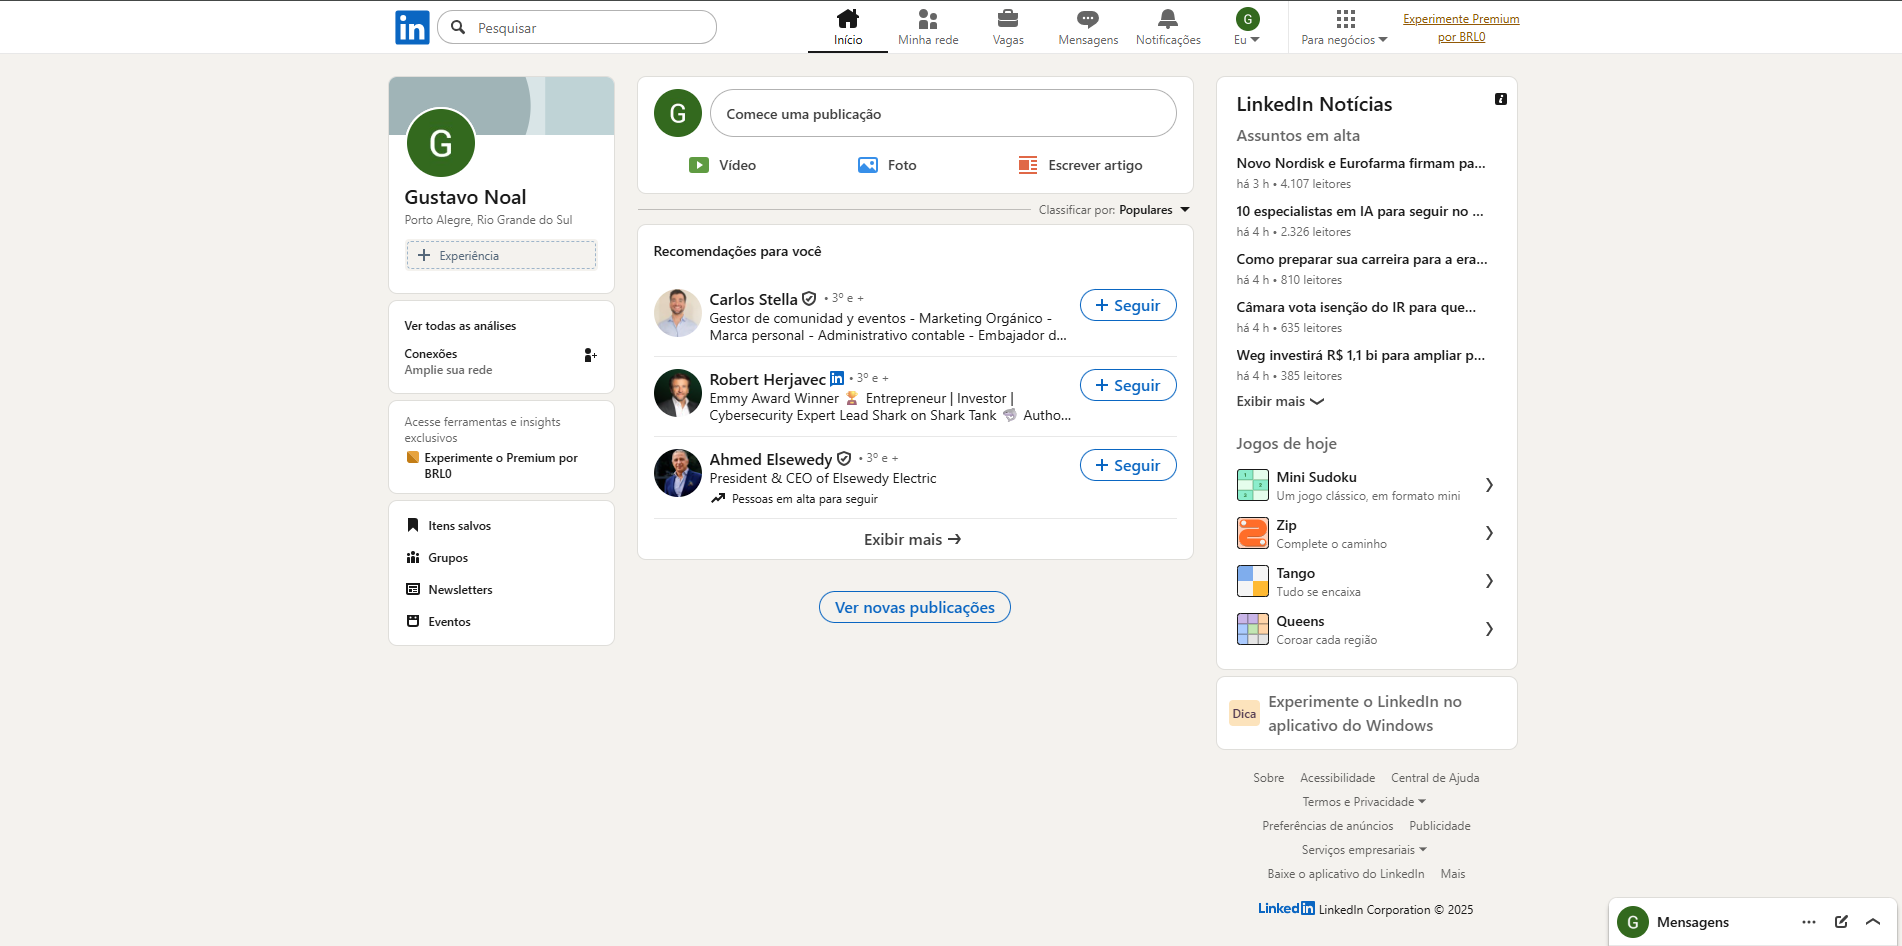 in
Pesquisar
Início
Minha rede
Vagas
Mensagens
Notificações
G
Eu
Para negócios
Experimente Premium
por BRL0
G
Gustavo Noal
Porto Alegre, Rio Grande do Sul
+ Experiência
Ver todas as análises
Conexões
Amplie sua rede
Acesse ferramentas e insights
exclusivos
Experimente o Premium por
BRL0
Itens salvos
Grupos
Newsletters
Eventos
G
Comece uma publicação
Vídeo
Foto
Escrever artigo
Classificar por: Populares
Recomendações para você
Carlos Stella • 3º e +
Gestor de comunidad y eventos - Marketing Orgánico -
Marca personal - Administrativo contable - Embajador d...
+ Seguir
Robert Herjavec in • 3º e +
Emmy Award Winner 🏆 Entrepreneur | Investor |
Cybersecurity Expert Lead Shark on Shark Tank 🦈 Autho...
+ Seguir
Ahmed Elsewedy • 3º e +
President & CEO of Elsewedy Electric
Pessoas em alta para seguir
+ Seguir
Exibir mais →
Ver novas publicações
LinkedIn Notícias
Assuntos em alta
Novo Nordisk e Eurofarma firmam pa...
há 3 h • 4.107 leitores
10 especialistas em IA para seguir no ...
há 4 h • 2.326 leitores
Como preparar sua carreira para a era...
há 4 h • 810 leitores
Câmara vota isenção do IR para que...
há 4 h • 635 leitores
Weg investirá R$ 1,1 bi para ampliar p...
há 4 h • 385 leitores
Exibir mais
Jogos de hoje
Mini Sudoku
Um jogo clássico, em formato mini
Zip
Complete o caminho
Tango
Tudo se encaixa
Queens
Coroar cada região
Dica
Experimente o LinkedIn no
aplicativo do Windows
Sobre Acessibilidade Central de Ajuda
Termos e Privacidade
Preferências de anúncios Publicidade
Serviços empresariais
Baixe o aplicativo do LinkedIn Mais
LinkedIn LinkedIn Corporation © 2025
G
Mensagens